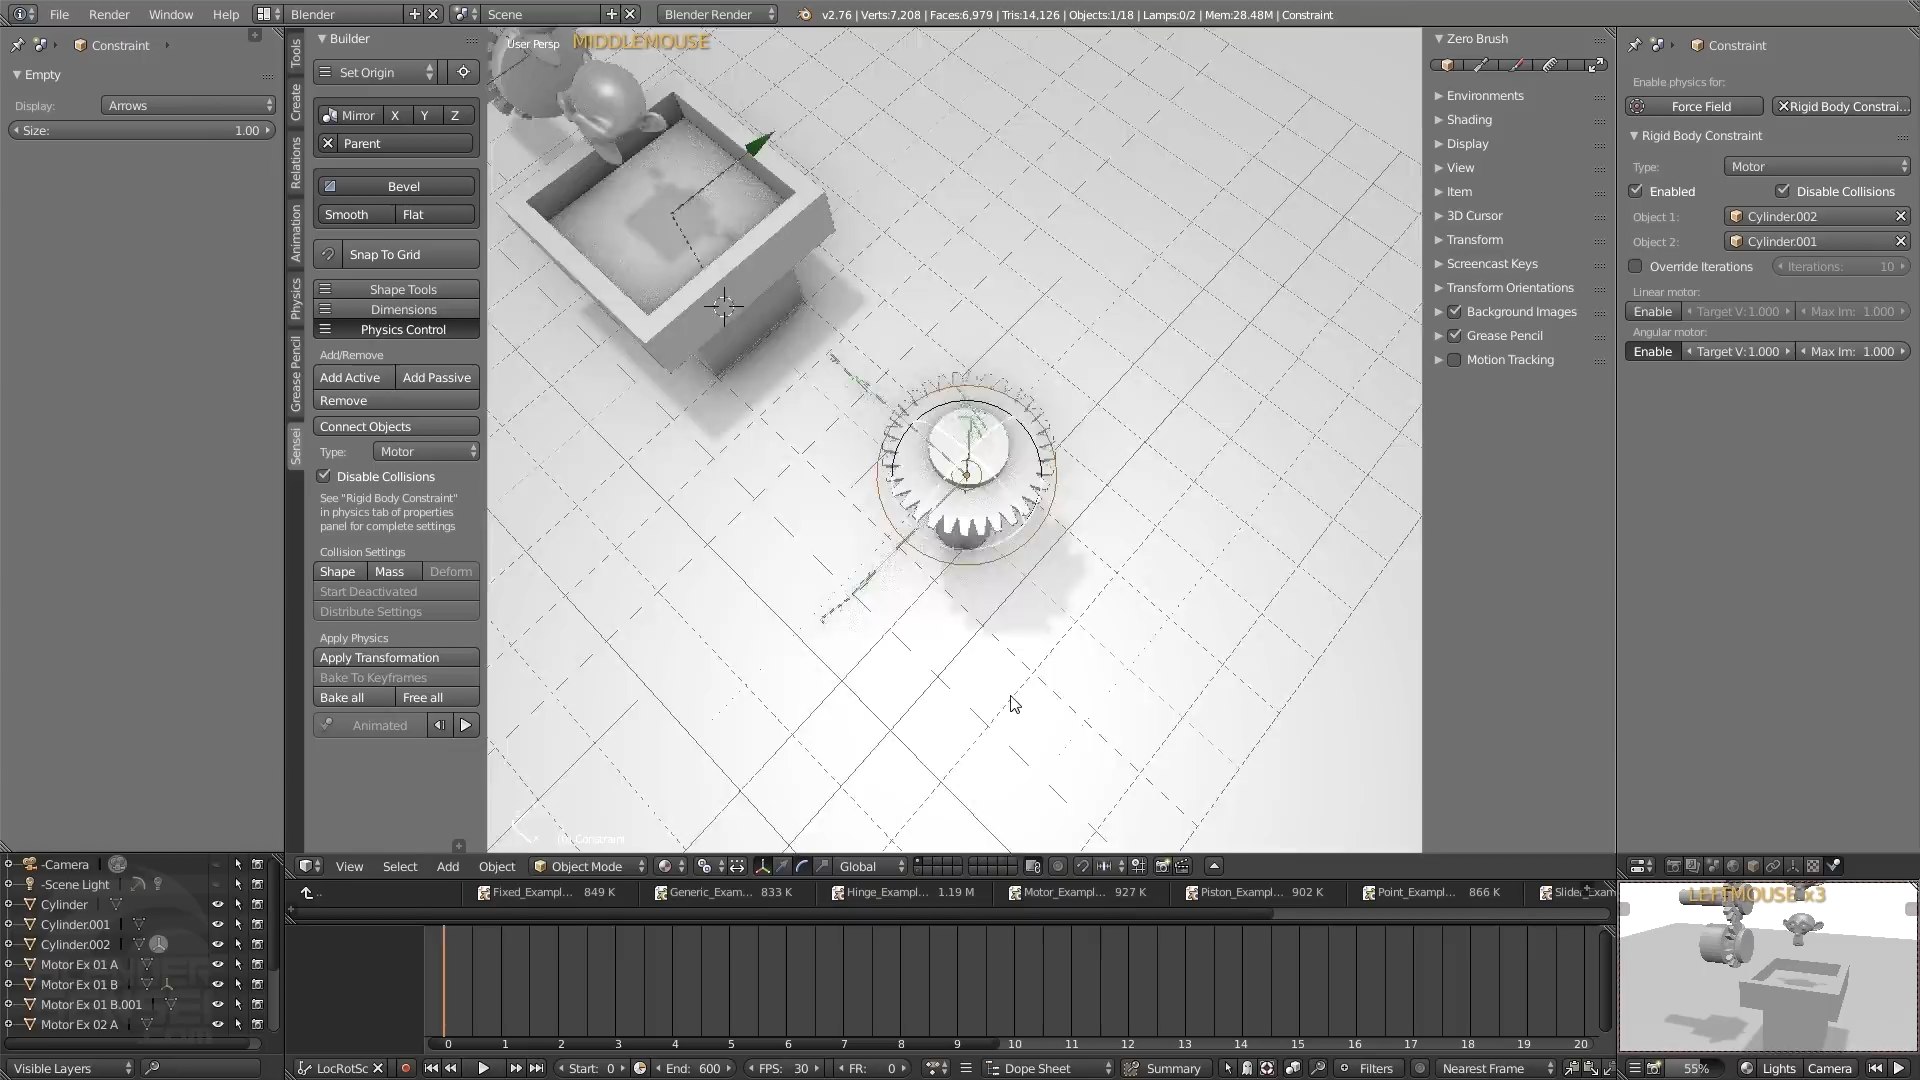 File Render Window Help Blender Scene Blender Render v2.76 | Verts:7,208 | Faces:6,979 | Tris:14,126 | Objects:1/18 | Lamps:0/2 | Mem:28.48M | Constraint
Constraint
Empty
Display: Arrows
Size: 1.00
Tools
Create
Relations
Animation
Physics
Grease Pencil
Sensei
Builder
Set Origin
Mirror X Y Z
Parent
Bevel
Smooth Flat
Snap To Grid
Shape Tools
Dimensions
Physics Control
Add/Remove
Add Active Add Passive
Remove
Connect Objects
Type: Motor
Disable Collisions
See "Rigid Body Constraint"
in physics tab of properties
panel for complete settings
Collision Settings
Shape Mass Deform
Start Deactivated
Distribute Settings
Apply Physics
Apply Transformation
Bake To Keyframes
Bake all Free all
Animated
User Persp MIDDLEMOUSE
(0) Constraint
Zero Brush
Environments
Shading
Display
View
Item
3D Cursor
Transform
Screencast Keys
Transform Orientations
Background Images
Grease Pencil
Motion Tracking
Constraint
Enable physics for:
Force Field Rigid Body Constrai...
Rigid Body Constraint
Type: Motor
Enabled Disable Collisions
Object 1: Cylinder.002
Object 2: Cylinder.001
Override Iterations Iterations: 10
Linear motor:
Enable Target V:1.000 Max Im: 1.000
Angular motor:
Enable Target V:1.000 Max Im: 1.000
-Camera
-Scene Light
Cylinder
Cylinder.001
Cylinder.002
Motor Ex 01 A
Motor Ex 01 B
Motor Ex 01 B.001
Motor Ex 02 A
Visible Layers
View Select Add Object Object Mode Global
.. Fixed_Exampl... 849 K Generic_Exam... 833 K Hinge_Exampl... 1.19 M Motor_Exampl... 927 K Piston_Exampl... 902 K Point_Exampl... 866 K
0 1 2 3 4 5 6 7 8 9 10 11 12 13 14 15 16 17 18 19 20
LocRotSc Start: 0 End: 600 FPS: 30 FR: 0 Dope Sheet Summary Filters Nearest Frame
LEFTMOUSE x3
55% Lights Camera